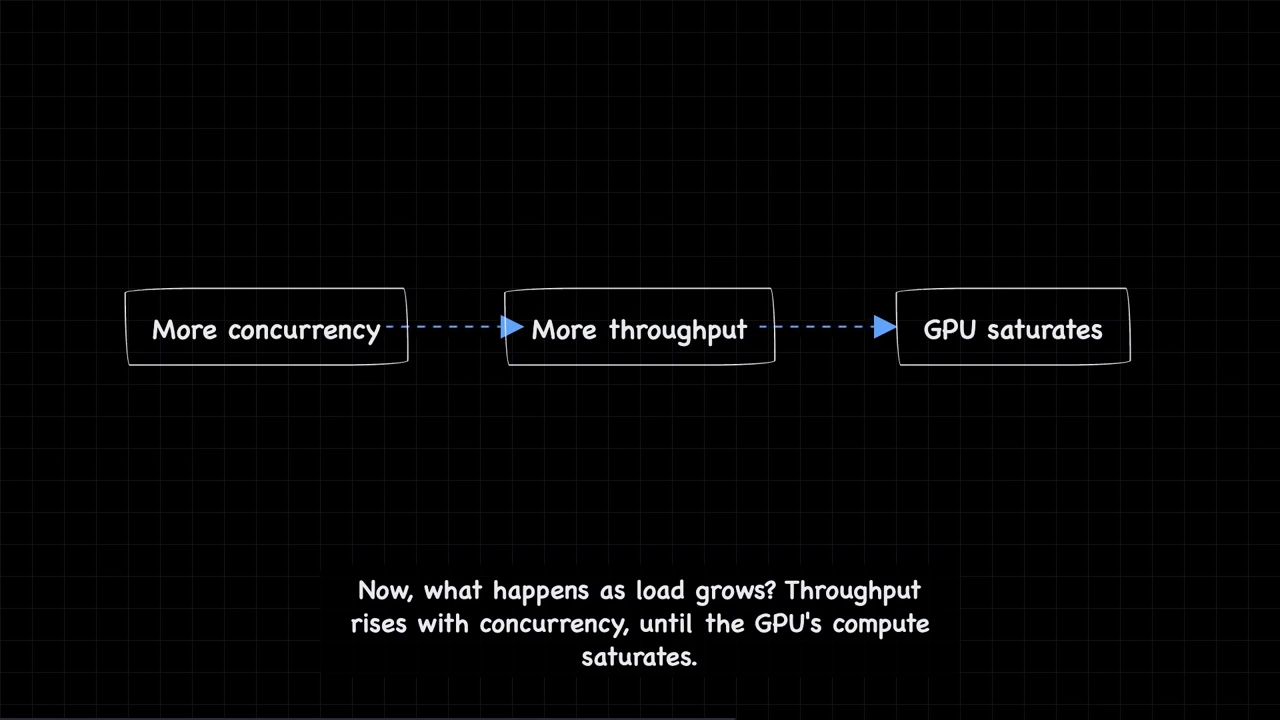 More concurrency
More throughput
GPU saturates
Now, what happens as load grows? Throughput
rises with concurrency, until the GPU's compute
saturates.